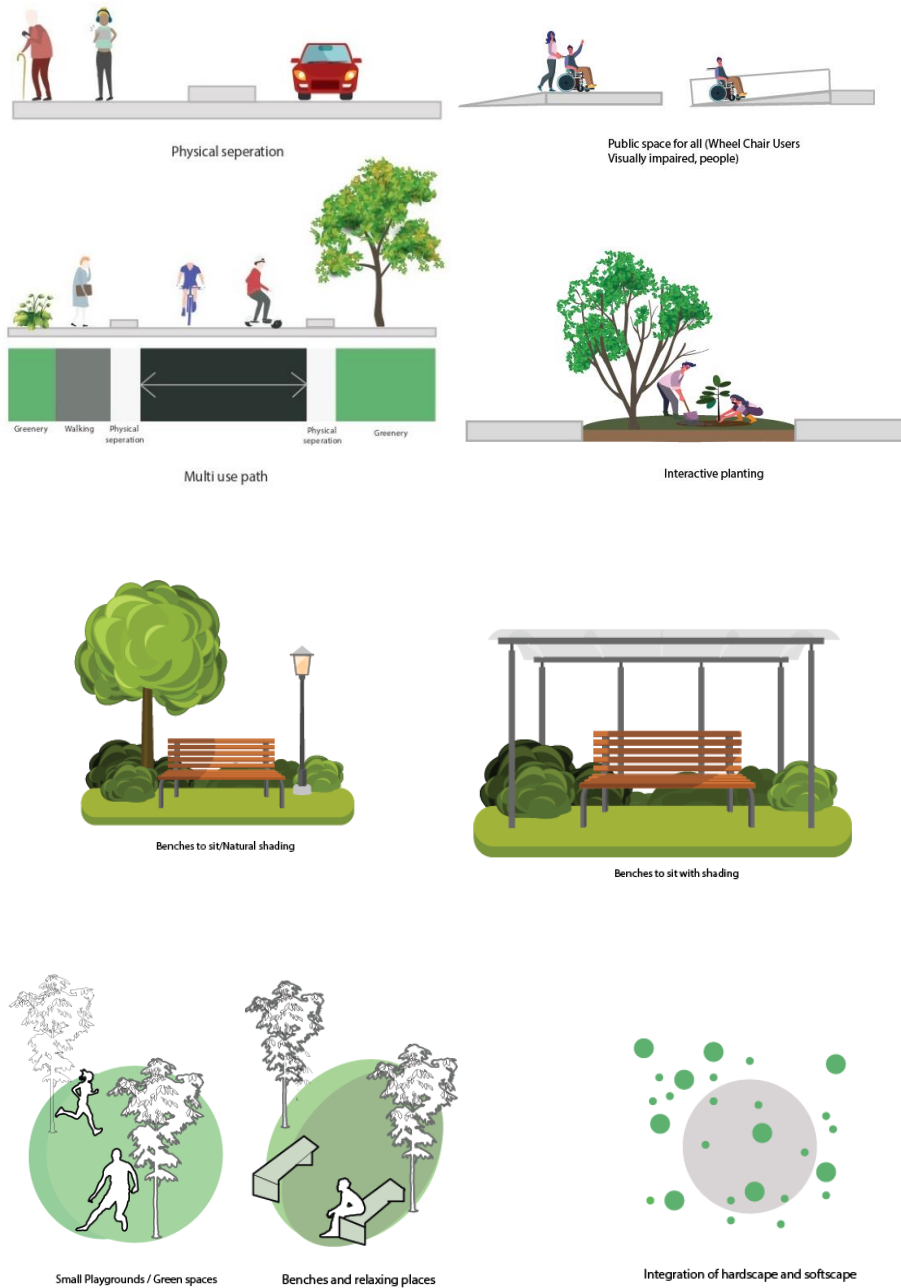 Physical seperation
Public space for all (Wheel Chair Users
Visually impaired, people)
Greenery
Walking
Physical
seperation
Physical
seperation
Greenery
Multi use path
Interactive planting
Benches to sit/Natural shading
Benches to sit with shading
Small Playgrounds / Green spaces
Benches and relaxing places
Integration of hardscape and softscape